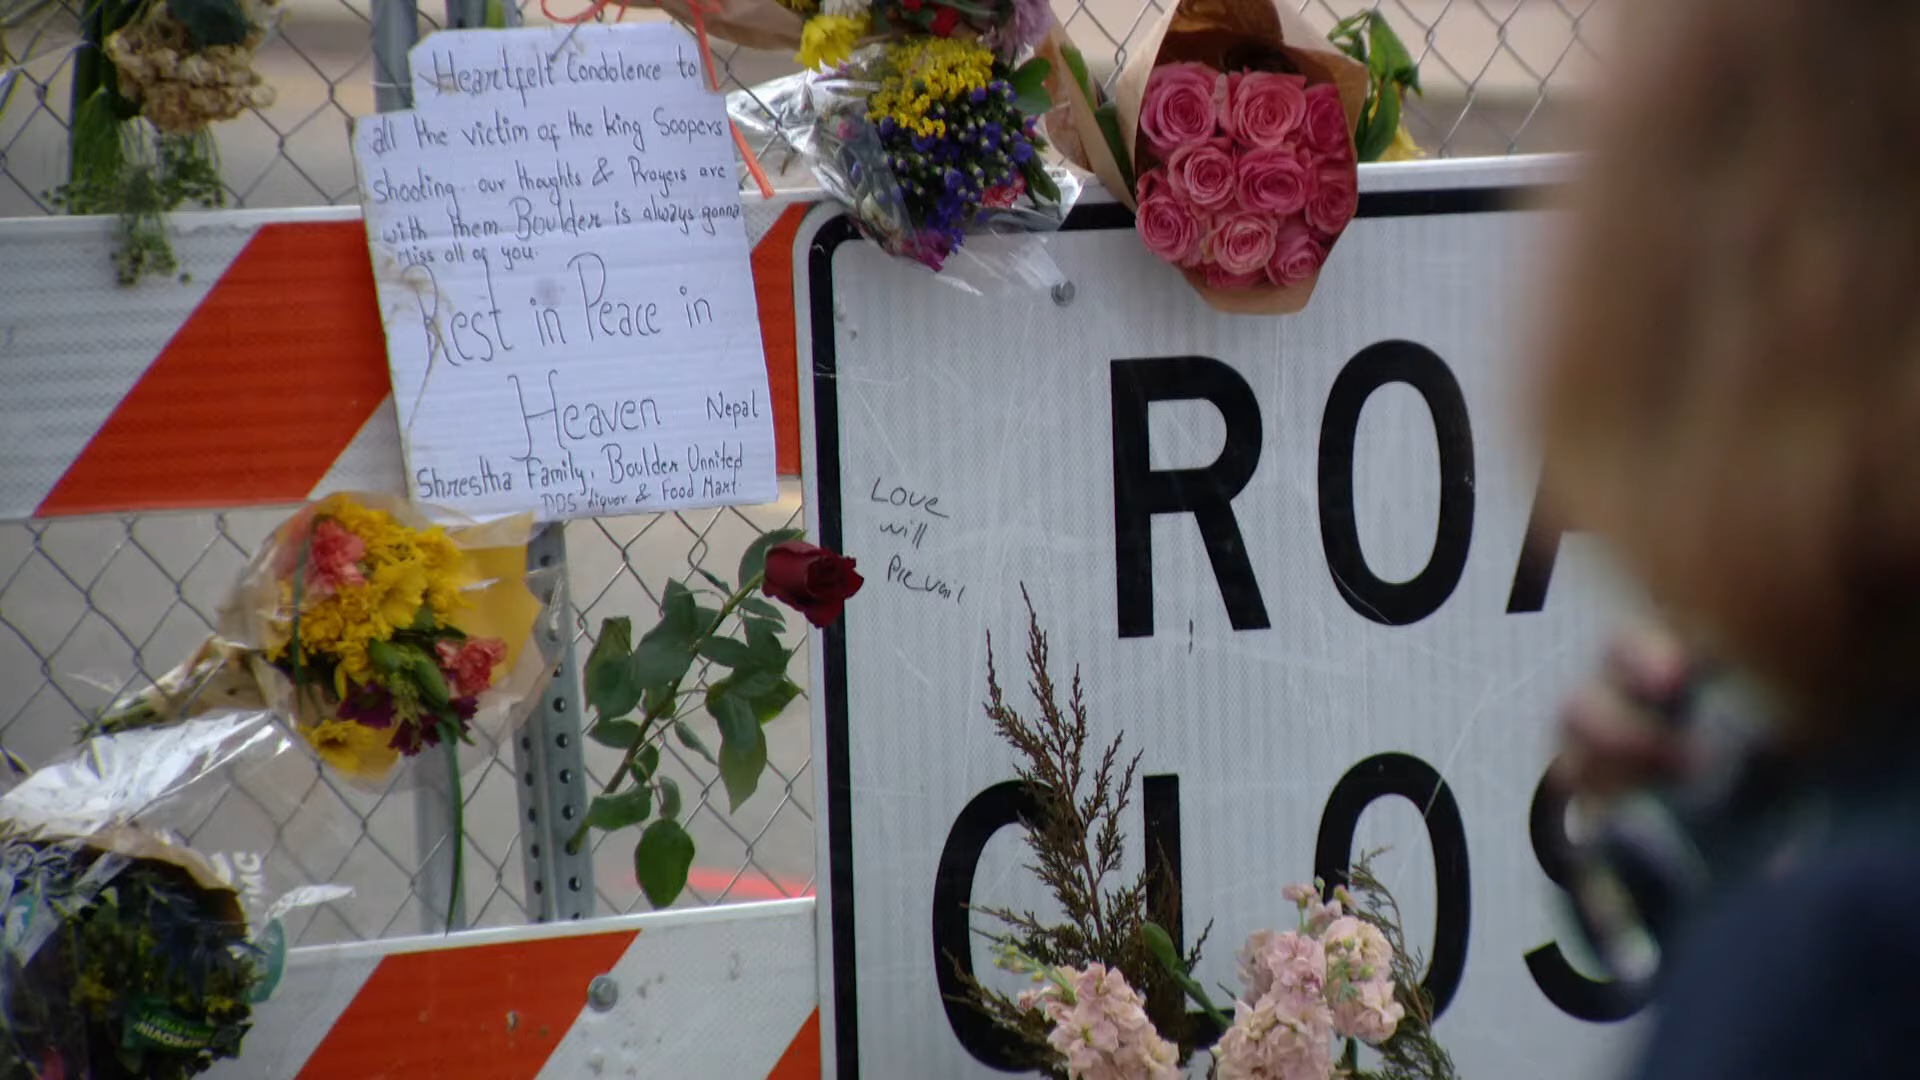 Heartfelt Condolence to
all the victim of the king Soopers
shooting. our thoughts & Prayers are
with them. Boulder is always gonna
miss all of you.
Rest in Peace in
Heaven Nepal
Shrestha Family, Boulder Unnited
DDS Liquor & Food Mart.
Love
will
Prevail
ROA
CLOS